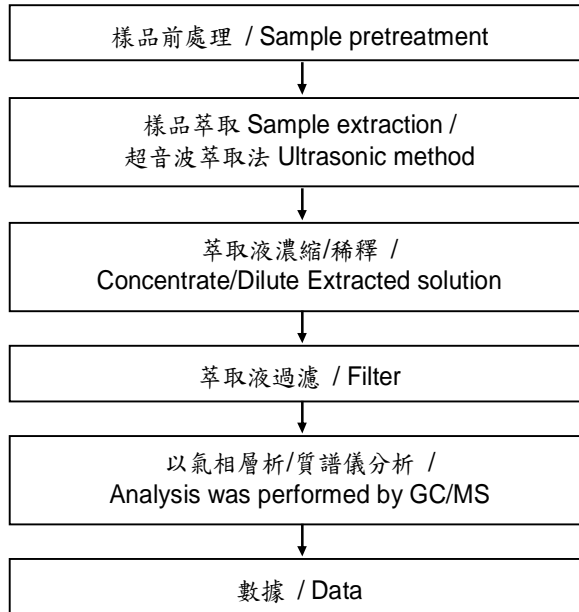 樣品前處理 / Sample pretreatment
樣品萃取 Sample extraction /
超音波萃取法 Ultrasonic method
萃取液濃縮/稀釋 /
Concentrate/Dilute Extracted solution
萃取液過濾 / Filter
以氣相層析/質譜儀分析 /
Analysis was performed by GC/MS
數據 / Data